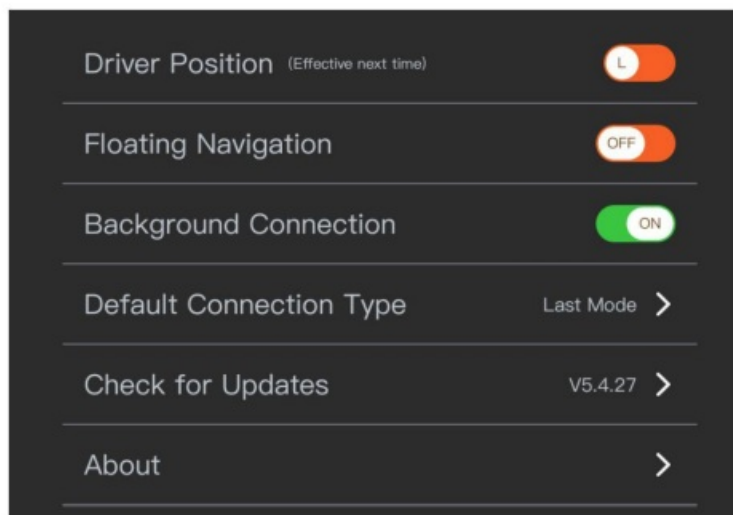 Driver Position (Effective next time) L
Floating Navigation OFF
Background Connection ON
Default Connection Type Last Mode
Check for Updates V5.4.27
About